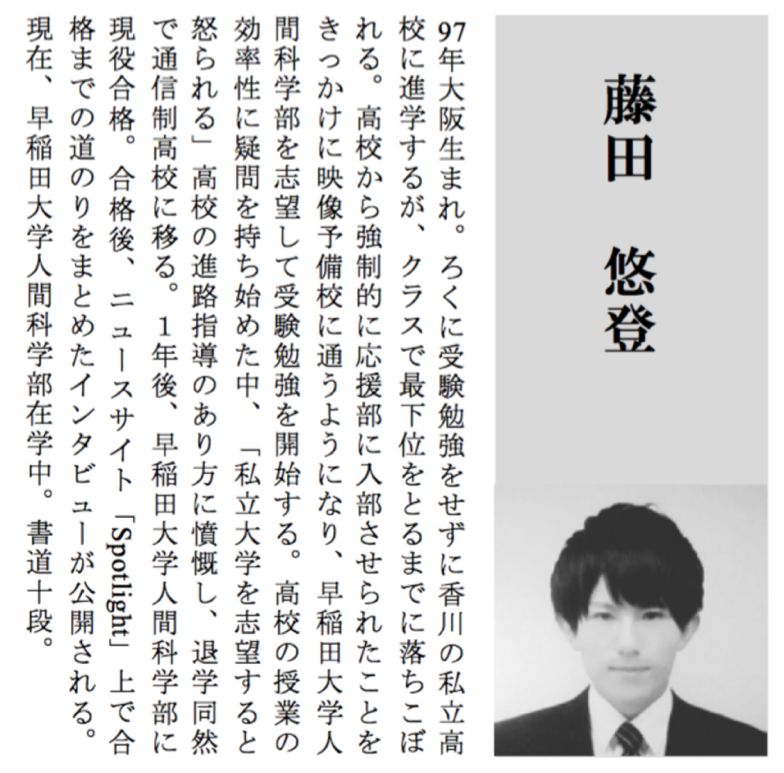 藤田 悠登
97年大阪生まれ。ろくに受験勉強をせずに香川の私立高
校に進学するが、クラスで最下位をとるまでに落ちこぼ
れる。高校から強制的に応援部に入部させられたことを
きっかけに映像予備校に通うようになり、早稲田大学人
間科学部を志望して受験勉強を開始する。高校の授業の
効率性に疑問を持ち始めた中、「私立大学を志望すると
怒られる」高校の進路指導のあり方に憤慨し、退学同然
で通信制高校に移る。1年後、早稲田大学人間科学部に
現役合格。合格後、ニュースサイト「Spotlight」上で合
格までの道のりをまとめたインタビューが公開される。
現在、早稲田大学人間科学部在学中。書道十段。